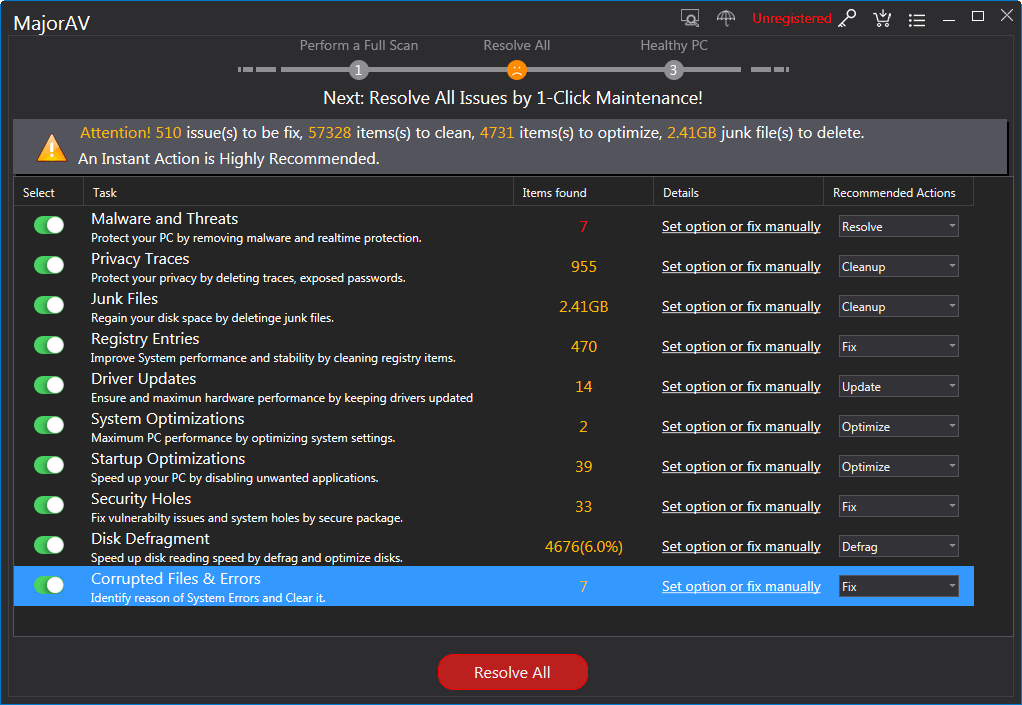 MajorAV
Unregistered
Perform a Full Scan Resolve All Healthy PC
1 3
Next: Resolve All Issues by 1-Click Maintenance!
Attention! 510 issue(s) to be fix, 57328 items(s) to clean, 4731 items(s) to optimize, 2.41GB junk file(s) to delete.
An Instant Action is Highly Recommended.
Select Task Items found Details Recommended Actions
Malware and Threats
Protect your PC by removing malware and realtime protection.
7 Set option or fix manually Resolve
Privacy Traces
Protect your privacy by deleting traces, exposed passwords.
955 Set option or fix manually Cleanup
Junk Files
Regain your disk space by deletinge junk files.
2.41GB Set option or fix manually Cleanup
Registry Entries
Improve System performance and stability by cleaning registry items.
470 Set option or fix manually Fix
Driver Updates
Ensure and maximun hardware performance by keeping drivers updated
14 Set option or fix manually Update
System Optimizations
Maximum PC performance by optimizing system settings.
2 Set option or fix manually Optimize
Startup Optimizations
Speed up your PC by disabling unwanted applications.
39 Set option or fix manually Optimize
Security Holes
Fix vulnerabilty issues and system holes by secure package.
33 Set option or fix manually Fix
Disk Defragment
Speed up disk reading speed by defrag and optimize disks.
4676(6.0%) Set option or fix manually Defrag
Corrupted Files & Errors
Identify reason of System Errors and Clear it.
7 Set option or fix manually Fix
Resolve All